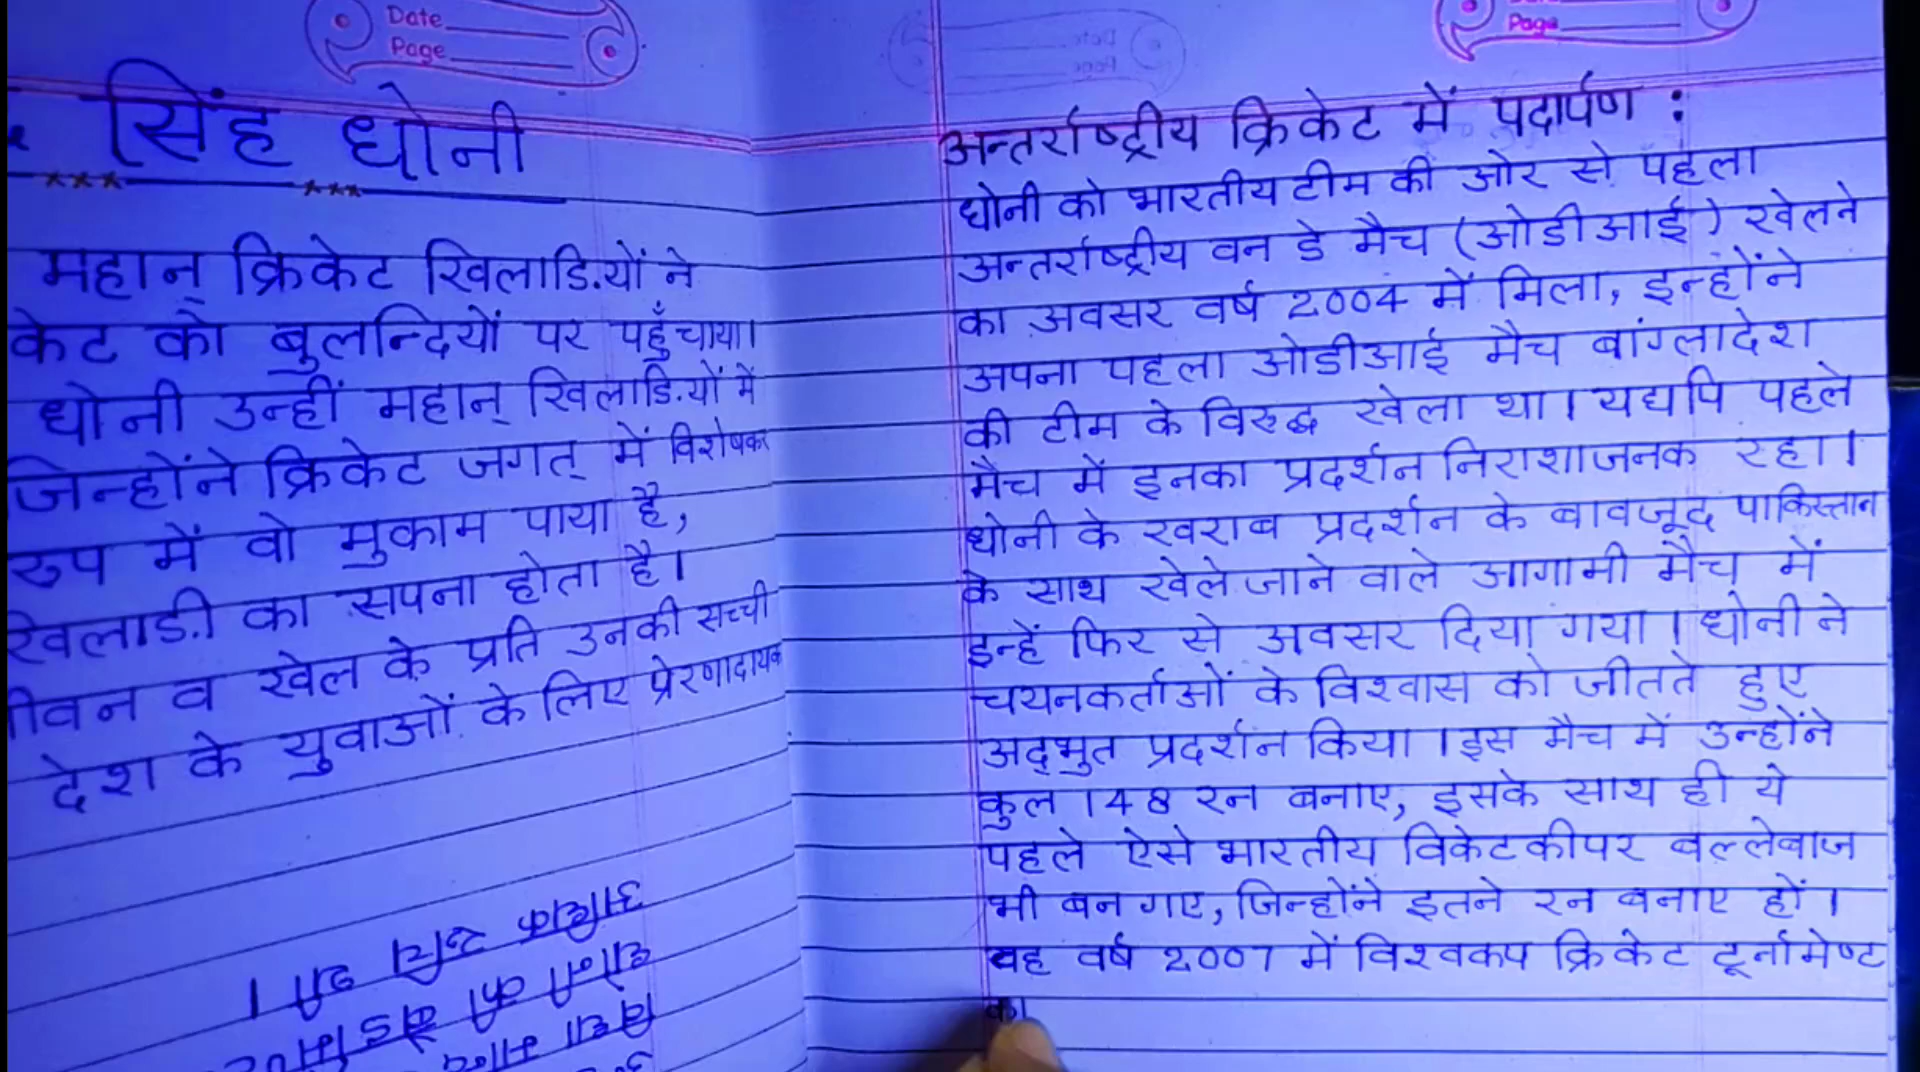 Date
Page
सिंह धोनी
महान् क्रिकेट खिलाड़ियों ने
केट को बुलन्दियों पर पहुँचाया।
धोनी उन्हीं महान् खिलाड़ियों में
जिन्होंने क्रिकेट जगत् में विशेषकर
रुप में वो मुकाम पाया है,
खिलाड़ी का सपना होता है।
ीवन व खेल के प्रति उनकी सच्ची
देश के युवाओं के लिए प्रेरणादायक
Page
अन्तर्राष्ट्रीय क्रिकेट में पदार्पण :
धोनी को भारतीय टीम की ओर से पहला
अन्तर्राष्ट्रीय वन डे मैच (ओडीआई) खेलने
का अवसर वर्ष 2004 में मिला, इन्होंने
अपना पहला ओडीआई मैच बांग्लादेश
की टीम के विरुद्ध खेला था। यद्यपि पहले
मैच में इनका प्रदर्शन निराशाजनक रहा।
धोनी के खराब प्रदर्शन के बावजूद पाकिस्तान
के साथ खेले जाने वाले आगामी मैच में
इन्हें फिर से अवसर दिया गया। धोनी ने
चयनकर्ताओं के विश्वास को जीतते हुए
अद्भुत प्रदर्शन किया। इस मैच में उन्होंने
कुल 148 रन बनाए, इसके साथ ही ये
पहले ऐसे भारतीय विकेटकीपर बल्लेबाज
भी बन गए, जिन्होंने इतने रन बनाए हों।
वह वर्ष 2007 में विश्वकप क्रिकेट टूर्नामेण्ट
का